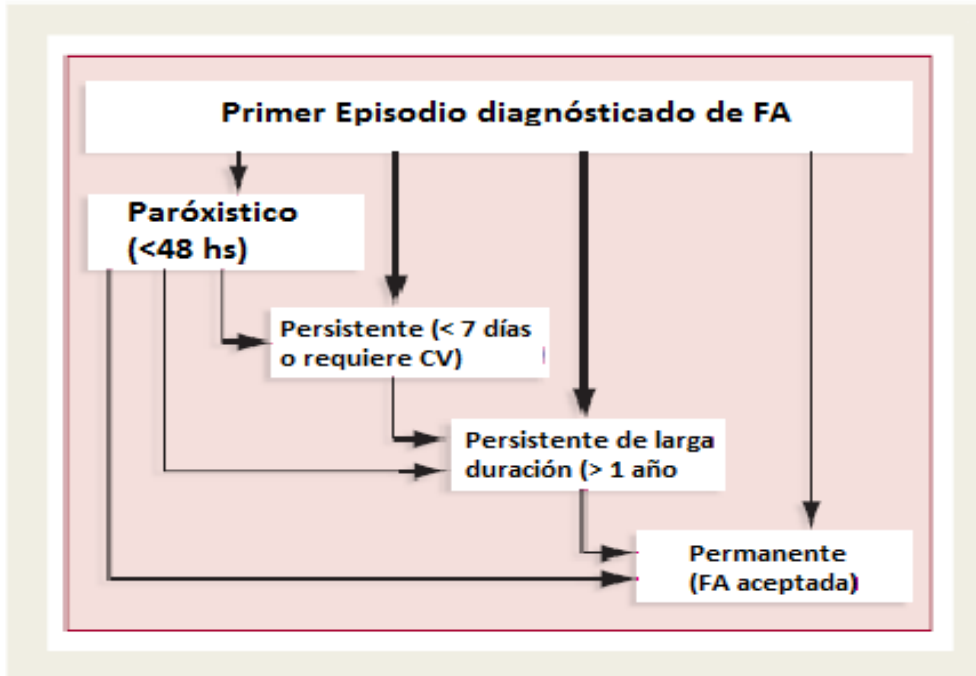 Primer Episodio diagnósticado de FA
Paróxistico
(<48 hs)
Persistente (< 7 días
o requiere CV)
Persistente de larga
duración (> 1 año
Permanente
(FA aceptada)